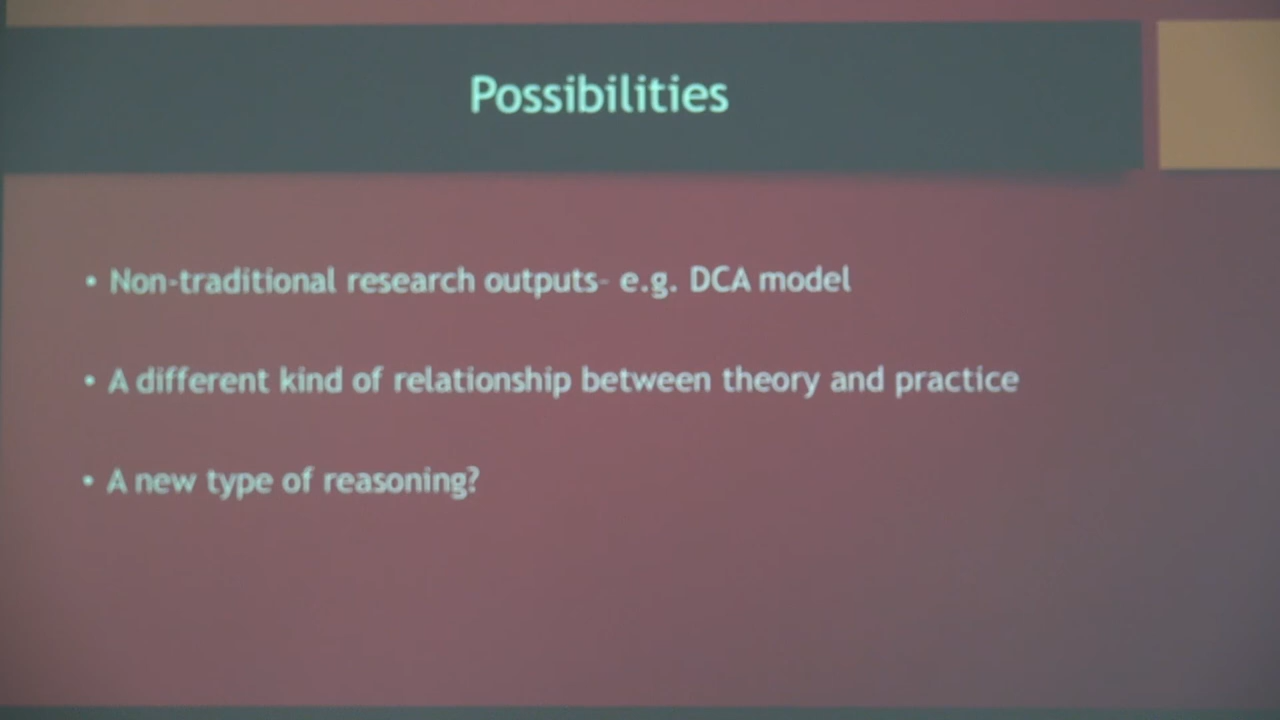 Possibilities
• Non-traditional research outputs- e.g. DCA model
• A different kind of relationship between theory and practice
• A new type of reasoning?